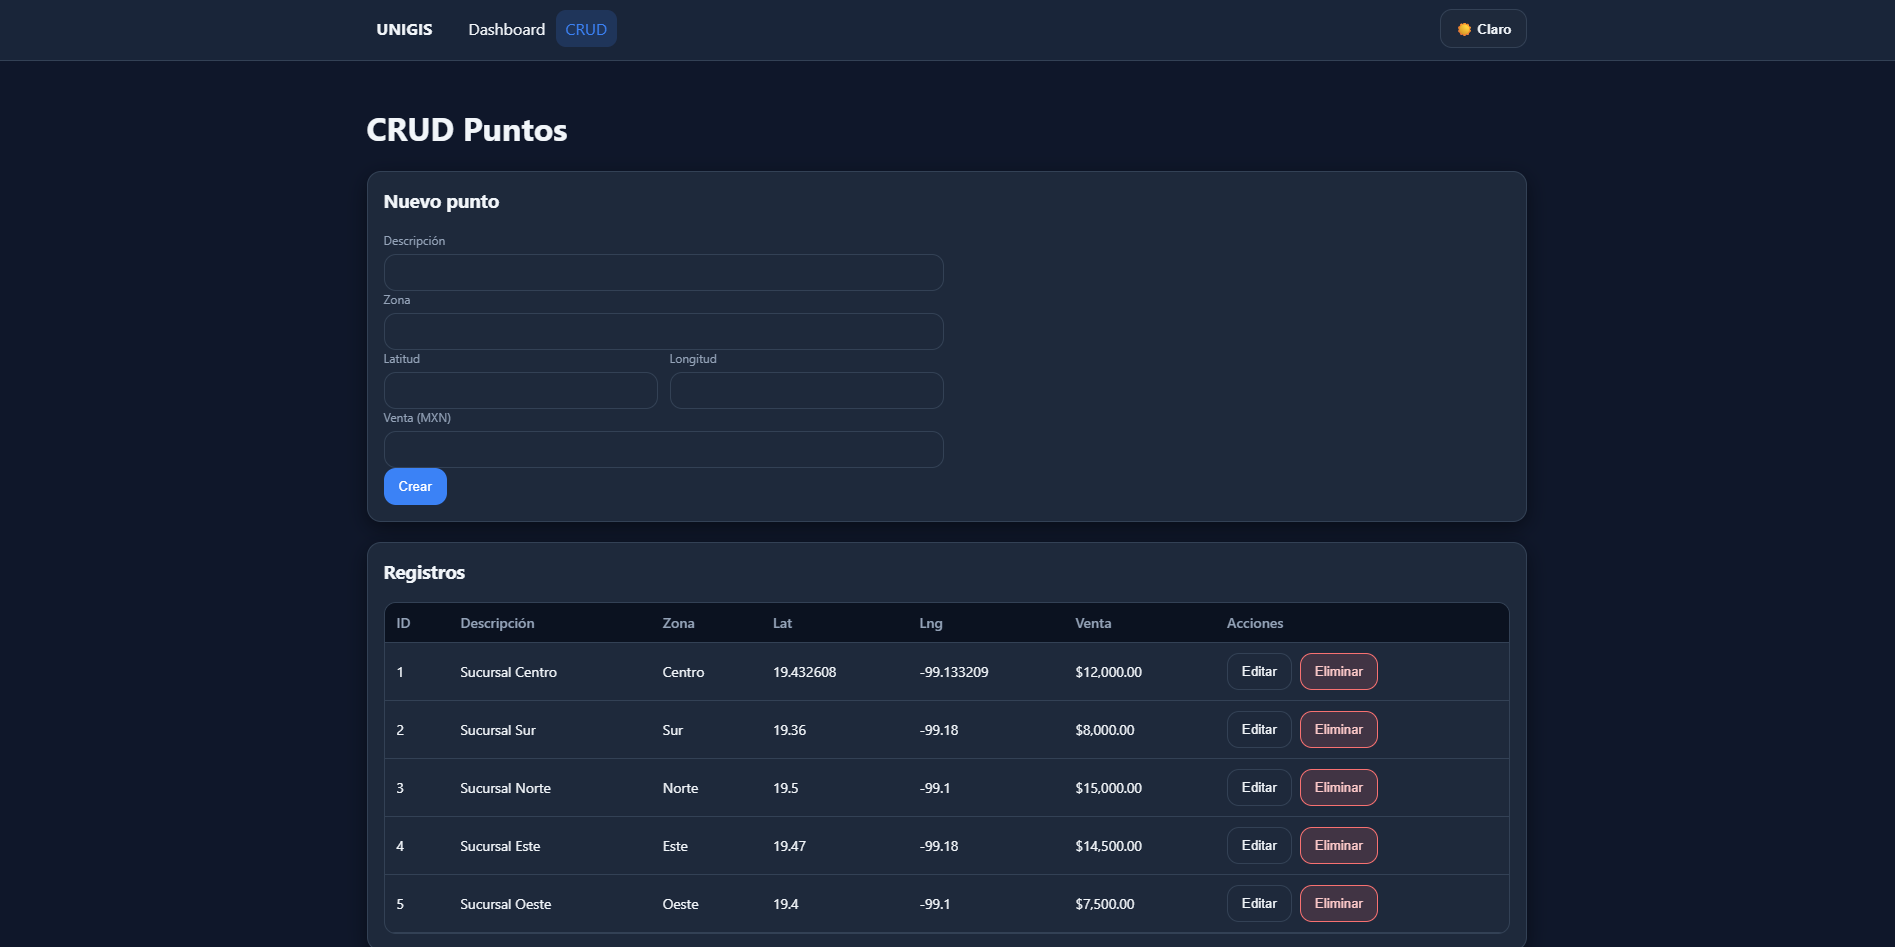 UNIGIS Dashboard CRUD Claro
CRUD Puntos
Nuevo punto
Descripción
Zona
Latitud Longitud
Venta (MXN)
Crear
Registros
ID Descripción Zona Lat Lng Venta Acciones
1 Sucursal Centro Centro 19.432608 -99.133209 $12,000.00 Editar Eliminar
2 Sucursal Sur Sur 19.36 -99.18 $8,000.00 Editar Eliminar
3 Sucursal Norte Norte 19.5 -99.1 $15,000.00 Editar Eliminar
4 Sucursal Este Este 19.47 -99.18 $14,500.00 Editar Eliminar
5 Sucursal Oeste Oeste 19.4 -99.1 $7,500.00 Editar Eliminar